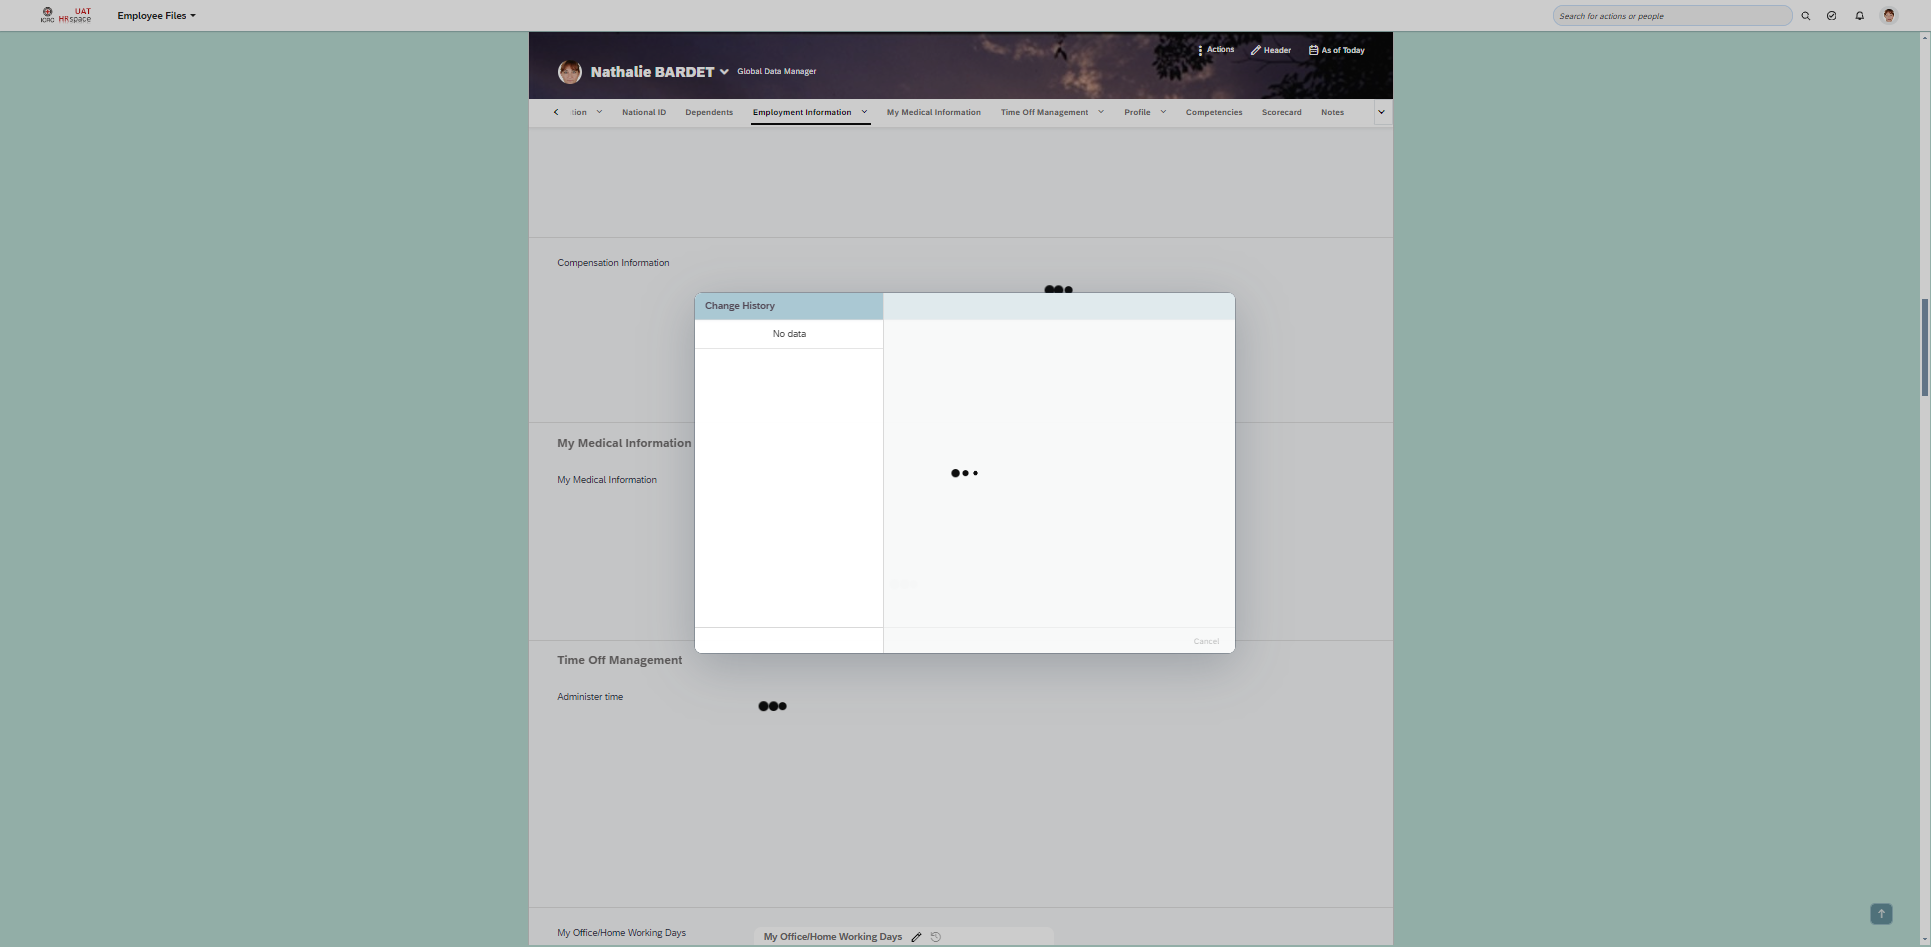 UAT
ICRC HRspace
Employee Files
Search for actions or people
Actions
Header
As of Today
Nathalie BARDET
Global Data Manager
tion
National ID
Dependents
Employment Information
My Medical Information
Time Off Management
Profile
Competencies
Scorecard
Notes
Compensation Information
Change History
No data
Cancel
My Medical Information
My Medical Information
Time Off Management
Administer time
My Office/Home Working Days
My Office/Home Working Days